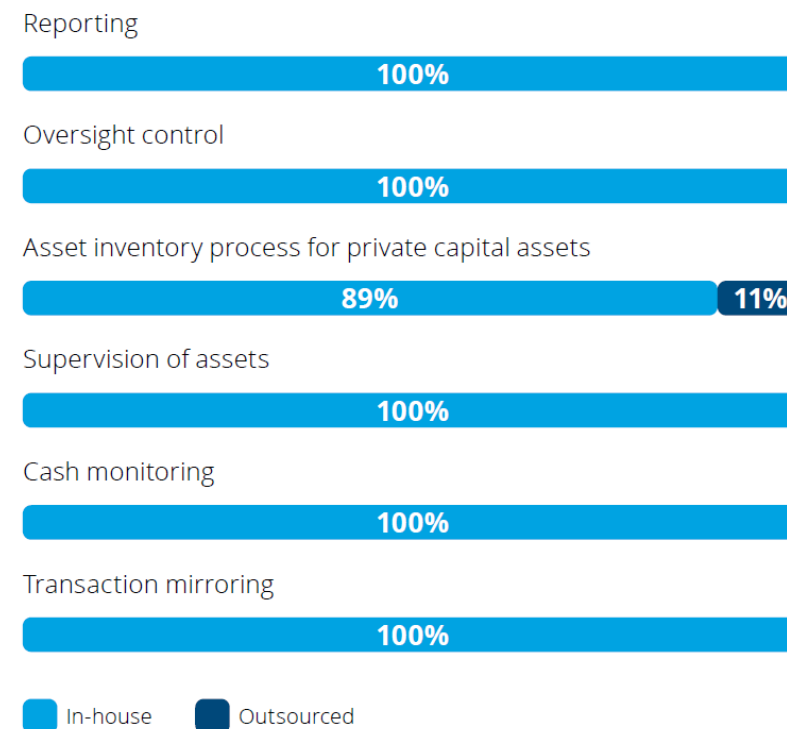 Reporting
100%
Oversight control
100%
Asset inventory process for private capital assets
89% 11%
Supervision of assets
100%
Cash monitoring
100%
Transaction mirroring
100%
In-house Outsourced